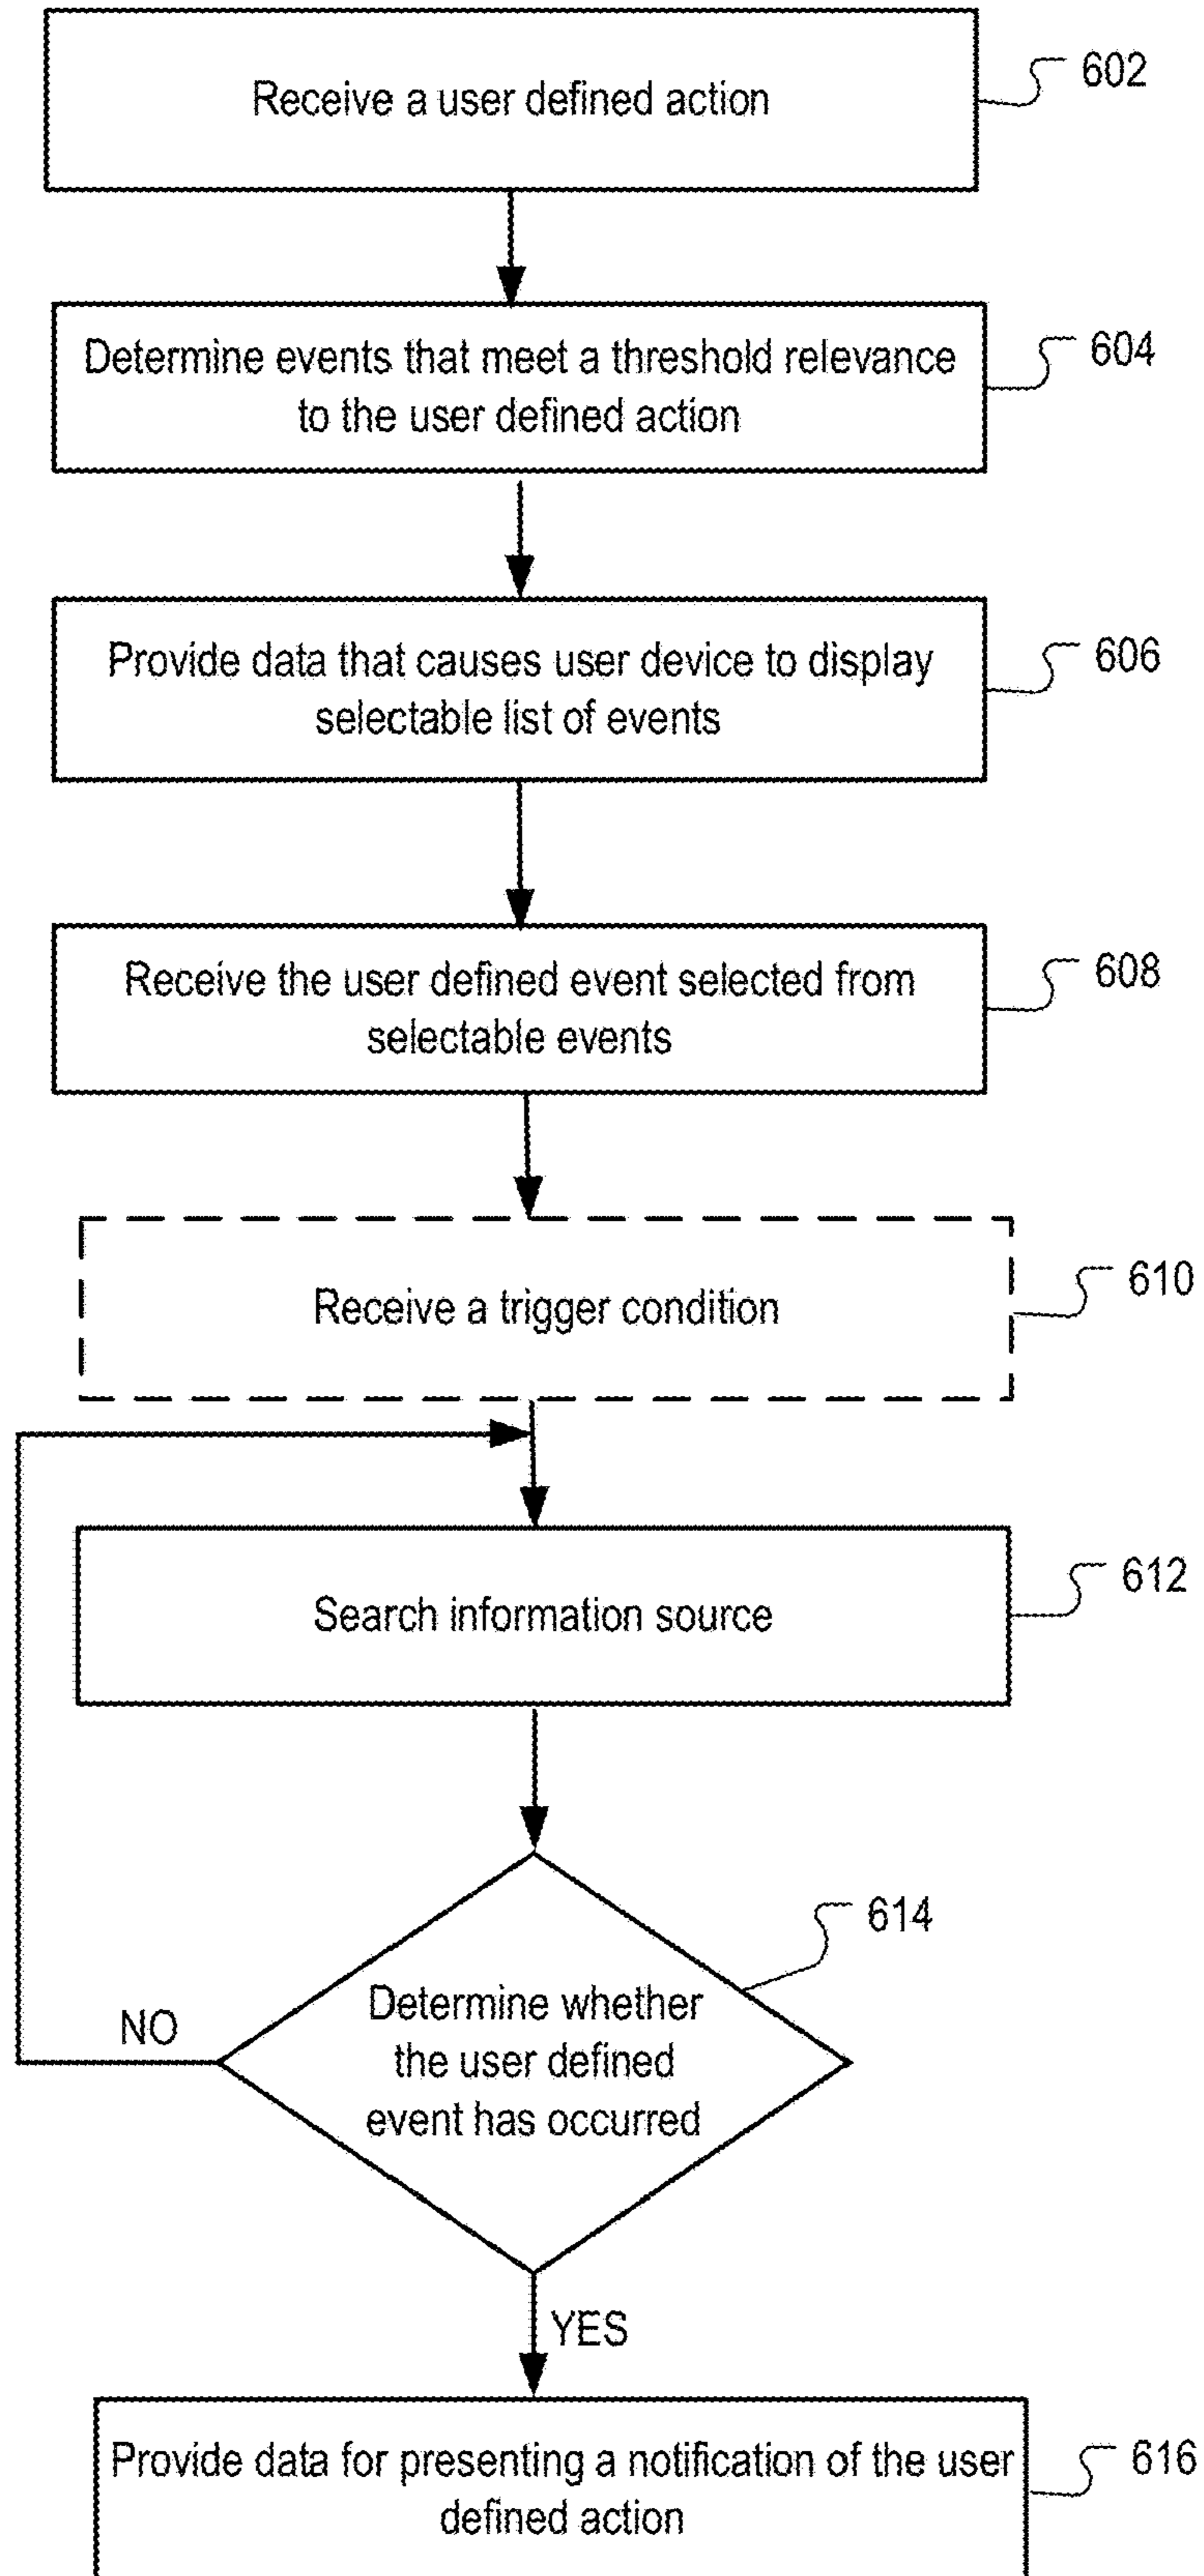 Receive a user defined action
602
Determine events that meet a threshold relevance
to the user defined action
604
Provide data that causes user device to display
selectable list of events
606
Receive the user defined event selected from
selectable events
608
Receive a trigger condition
610
Search information source
612
614
Determine whether
the user defined
event has occurred
NO
YES
Provide data for presenting a notification of the user
defined action
616